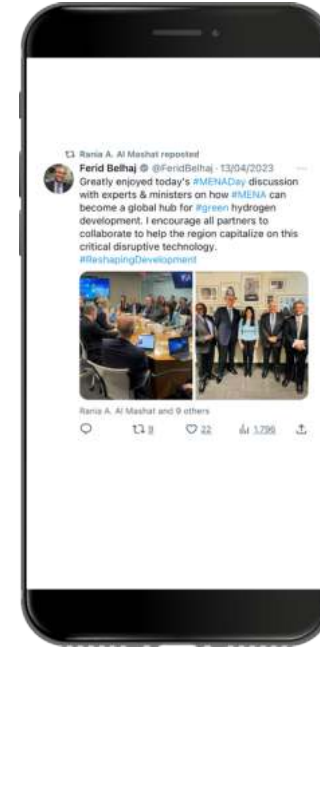 Rania A. Al Mashat reposted
Ferid Belhaj @FeridBelhaj · 13/04/2023
Greatly enjoyed today's #MENADay discussion
with experts & ministers on how #MENA can
become a global hub for #green hydrogen
development. I encourage all partners to
collaborate to help the region capitalize on this
critical disruptive technology.
#ReshapingDevelopment
Rania A. Al Mashat and 9 others
9 22 1,796